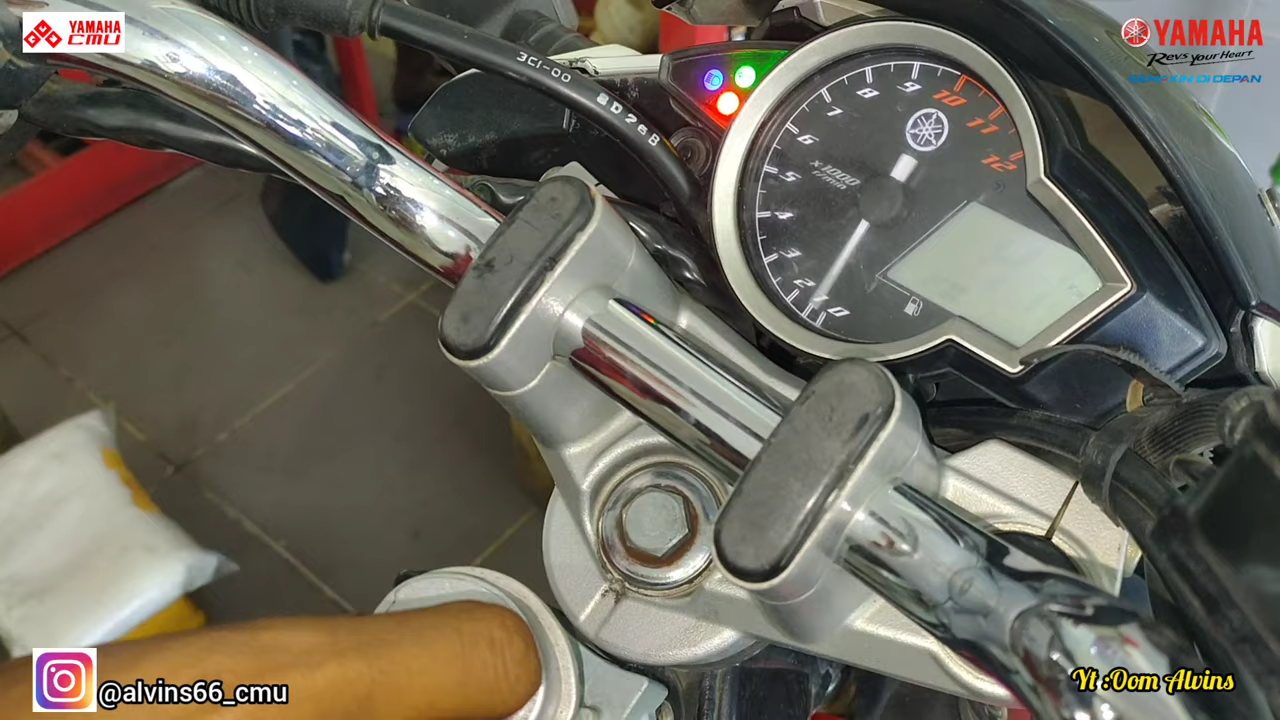 YAMAHA
CMU
YAMAHA
Revs Your Heart
SEMAKIN DI DEPAN
3C1-00
8D26B
0
1
2
3
4
5
6
7
8
9
10
11
12
x1000
r/min
@alvins66_cmu
Yt :Oom Alvins